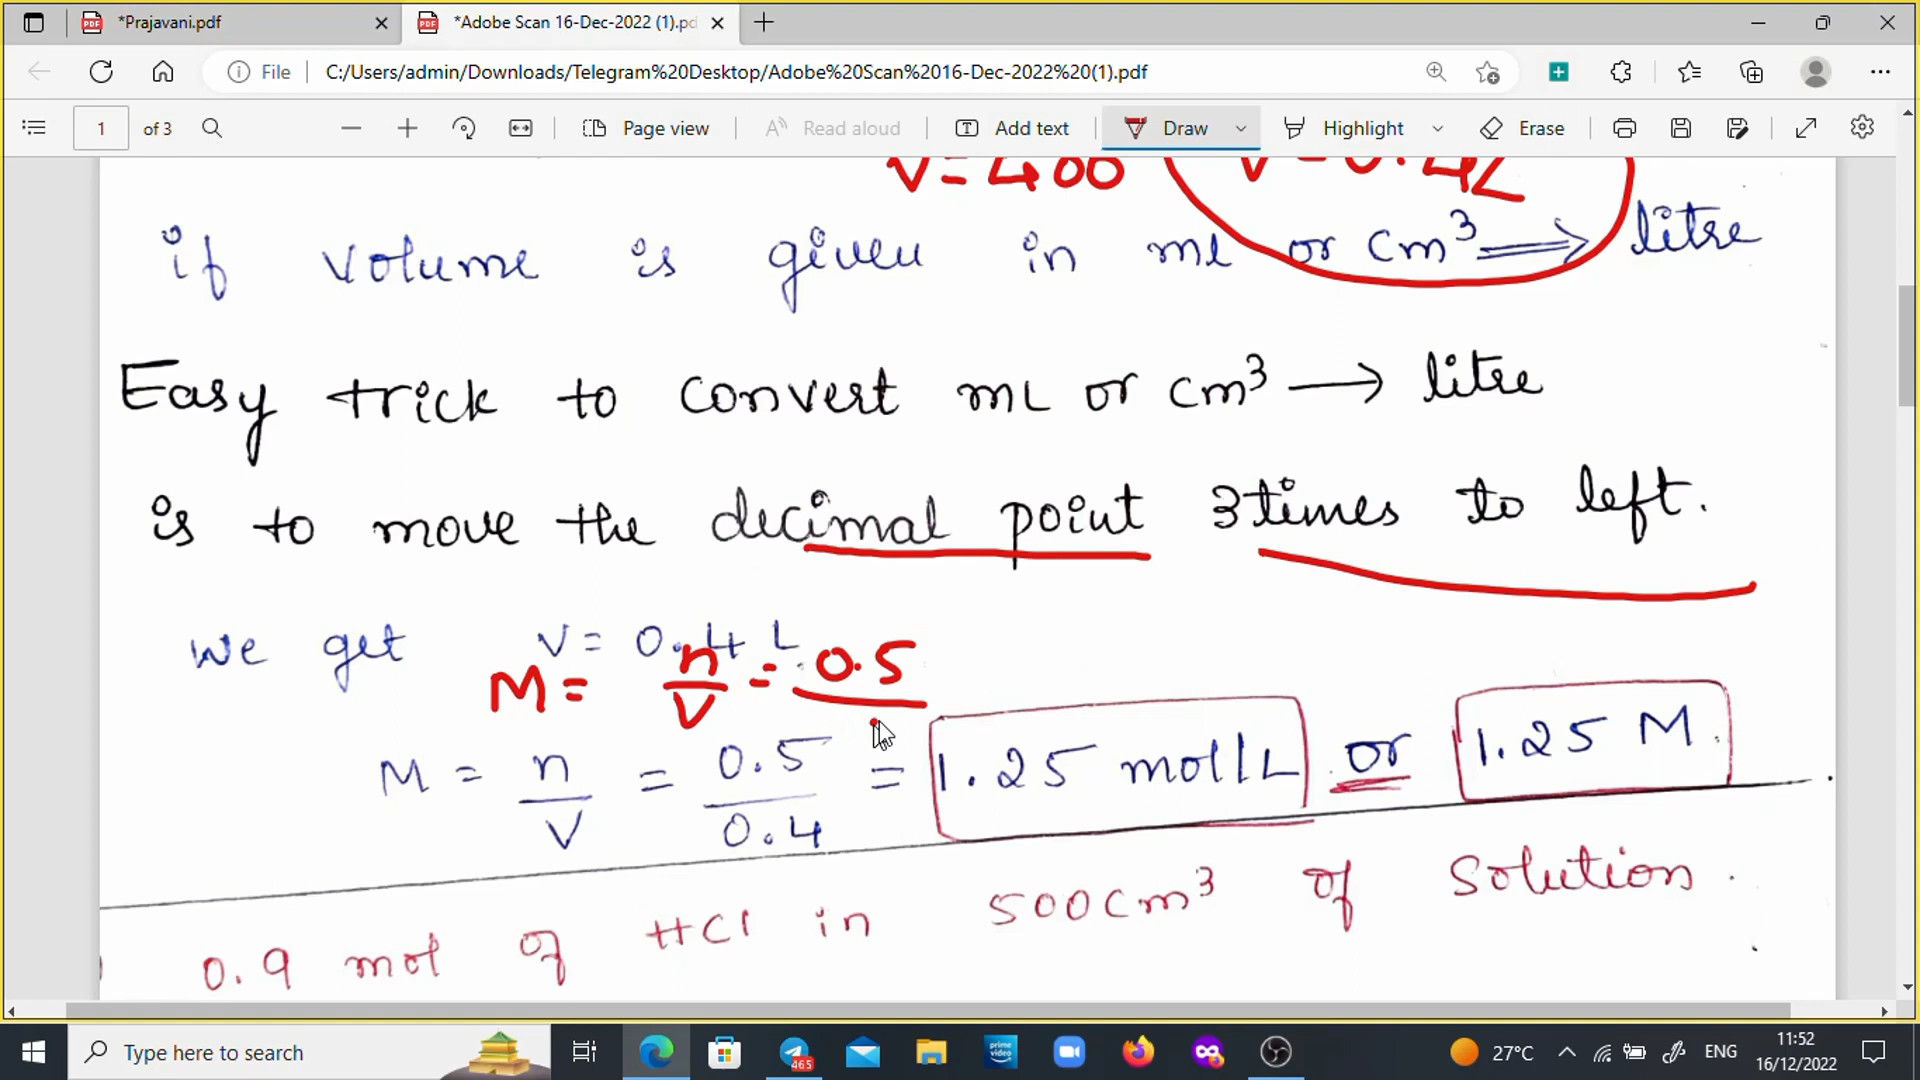 *Prajavani.pdf
*Adobe Scan 16-Dec-2022 (1).pd
File C:/Users/admin/Downloads/Telegram%20Desktop/Adobe%20Scan%2016-Dec-2022%20(1).pdf
1 of 3 Page view Read aloud Add text Draw Highlight Erase
V=400 V=0.4L
if volume is given in mL or cm³ ⟹ litre
Easy trick to convert mL or cm³ → litre
is to move the decimal point 3 times to left.
We get V = 0.4 L
M = n/V = 0.5
M = n/V = 0.5/0.4 = 1.25 mol/L or 1.25 M.
0.9 mol of HCl in 500cm³ of solution.
Type here to search
465
prime video
27°C
ENG
11:52
16/12/2022